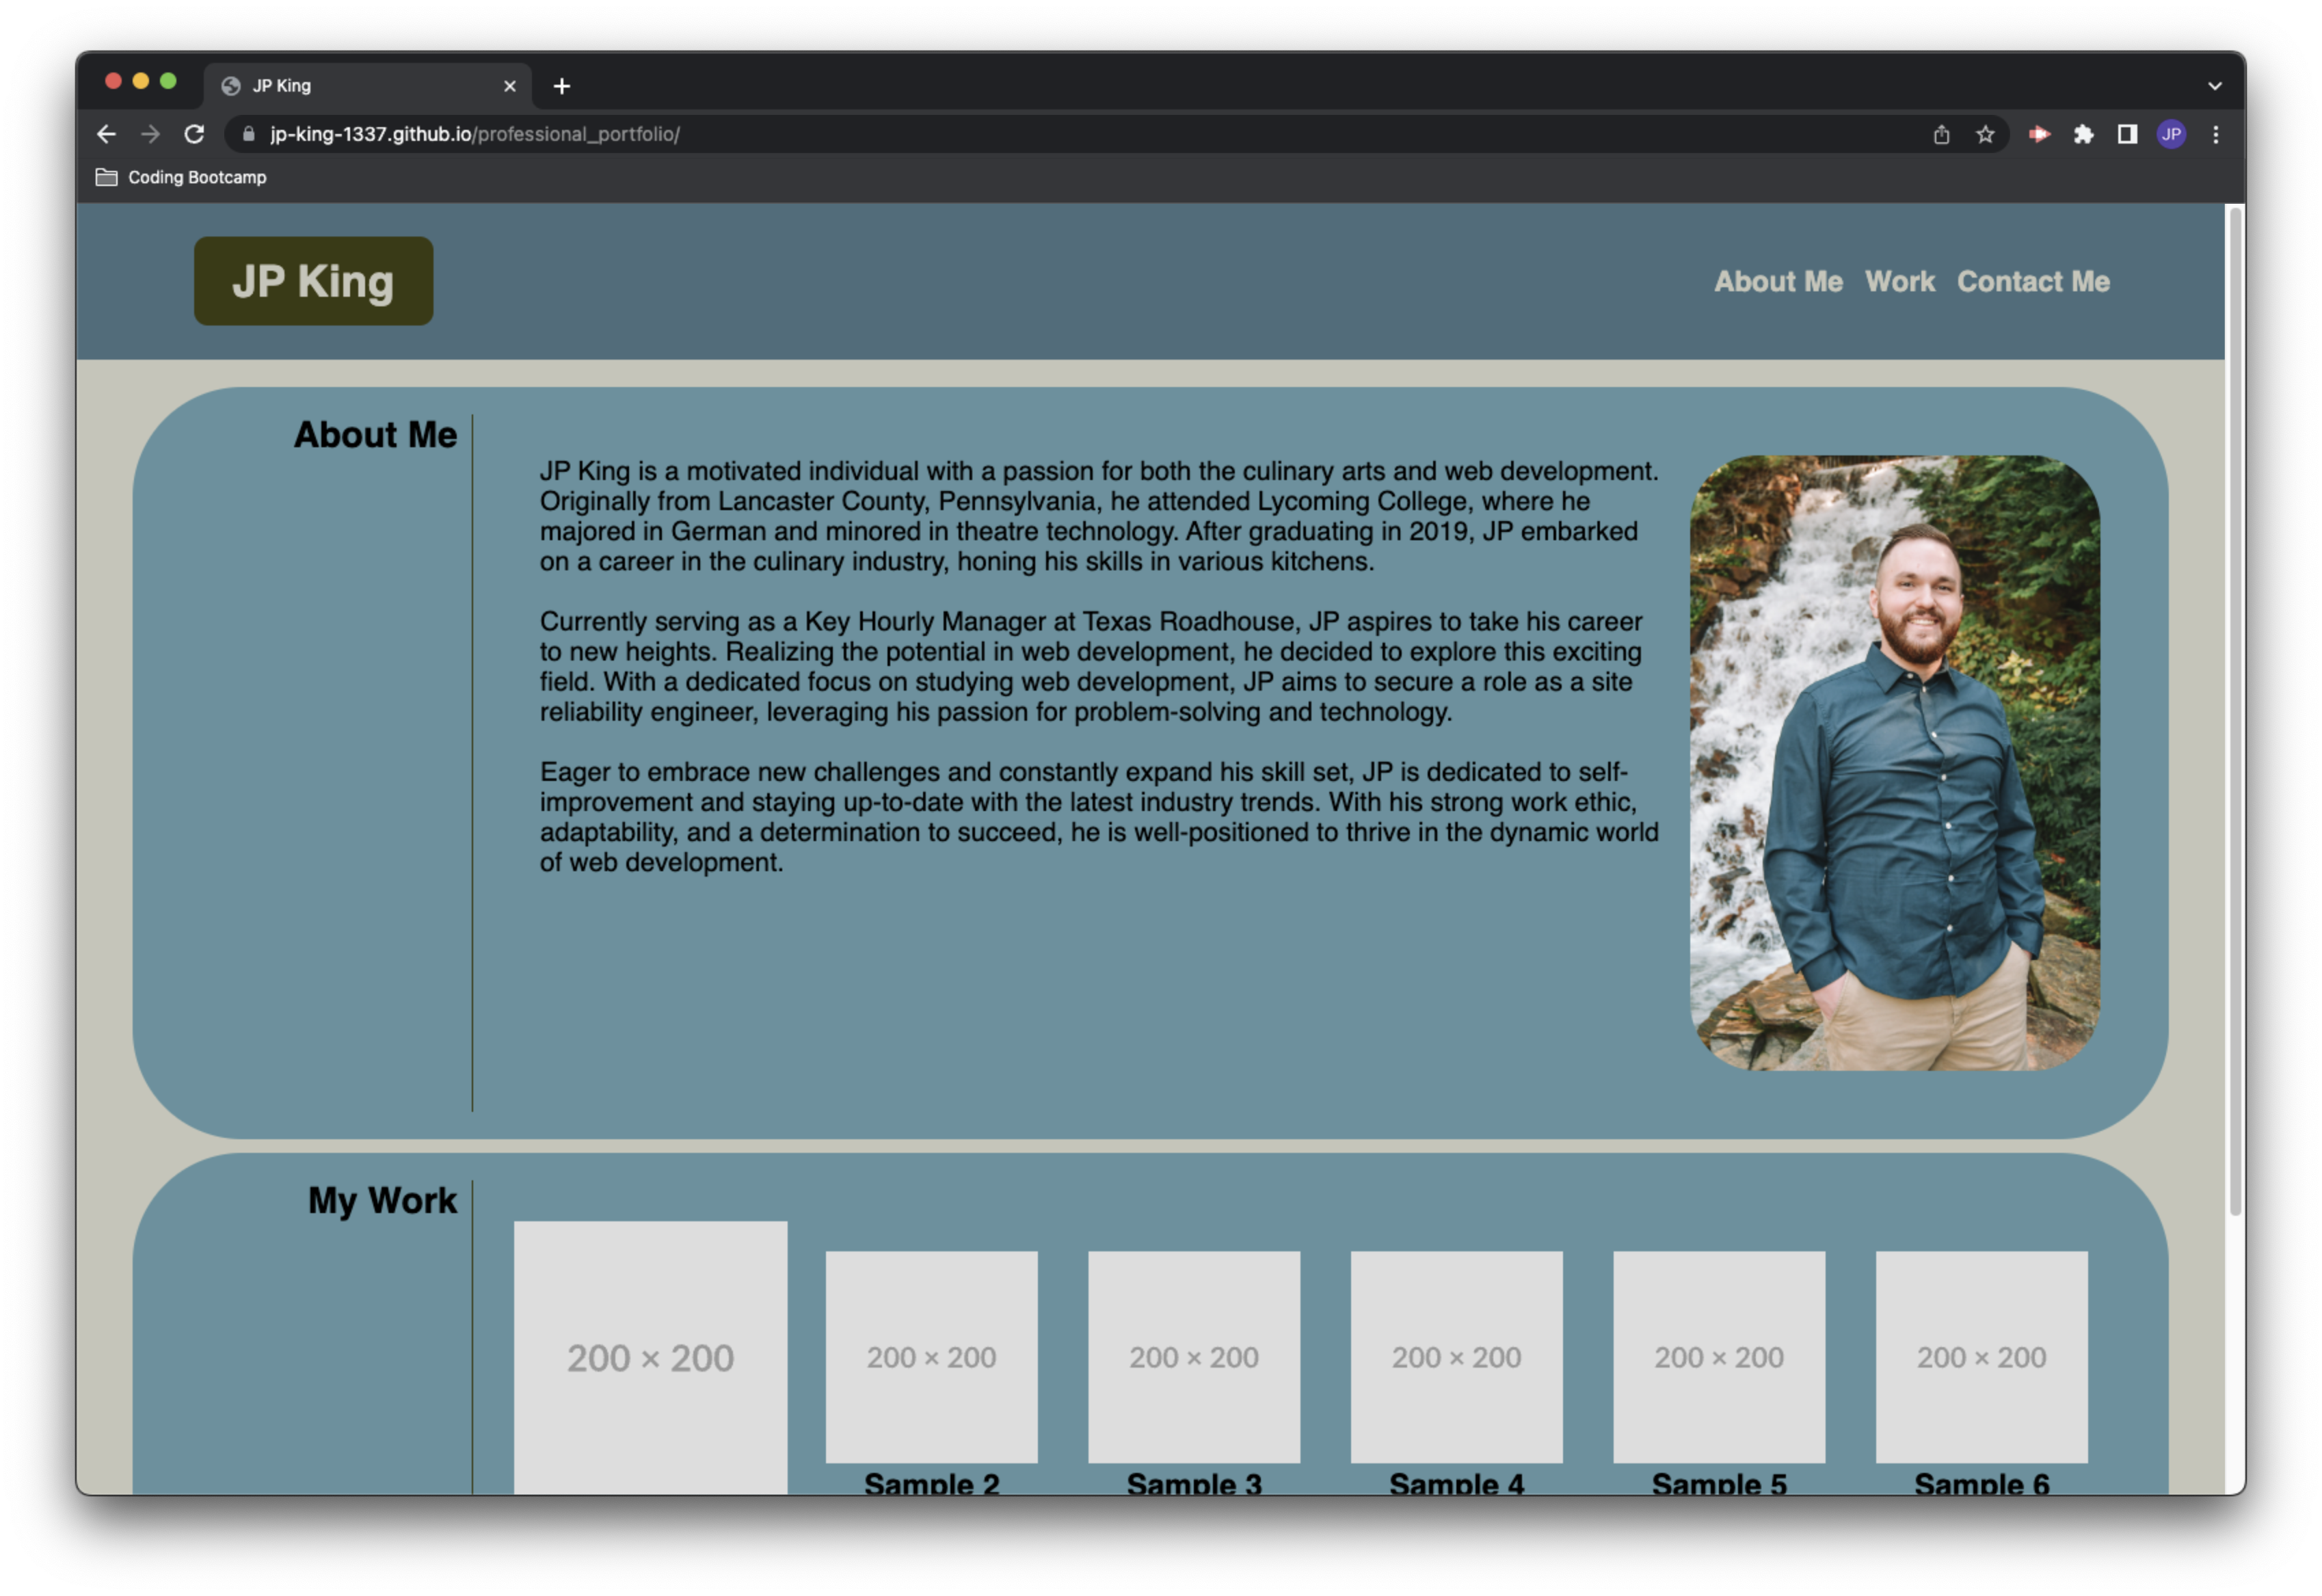 JP King
jp-king-1337.github.io/professional_portfolio/
JP
Coding Bootcamp
JP King
About Me Work Contact Me
About Me
JP King is a motivated individual with a passion for both the culinary arts and web development.
Originally from Lancaster County, Pennsylvania, he attended Lycoming College, where he
majored in German and minored in theatre technology. After graduating in 2019, JP embarked
on a career in the culinary industry, honing his skills in various kitchens.
Currently serving as a Key Hourly Manager at Texas Roadhouse, JP aspires to take his career
to new heights. Realizing the potential in web development, he decided to explore this exciting
field. With a dedicated focus on studying web development, JP aims to secure a role as a site
reliability engineer, leveraging his passion for problem-solving and technology.
Eager to embrace new challenges and constantly expand his skill set, JP is dedicated to self-
improvement and staying up-to-date with the latest industry trends. With his strong work ethic,
adaptability, and a determination to succeed, he is well-positioned to thrive in the dynamic world
of web development.
My Work
200 × 200
200 × 200
200 × 200
200 × 200
200 × 200
200 × 200
Sample 2
Sample 3
Sample 4
Sample 5
Sample 6